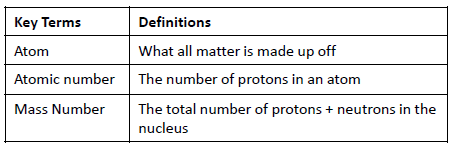 Key Terms Definitions
Atom What all matter is made up off
Atomic number The number of protons in an atom
Mass Number The total number of protons + neutrons in the
nucleus